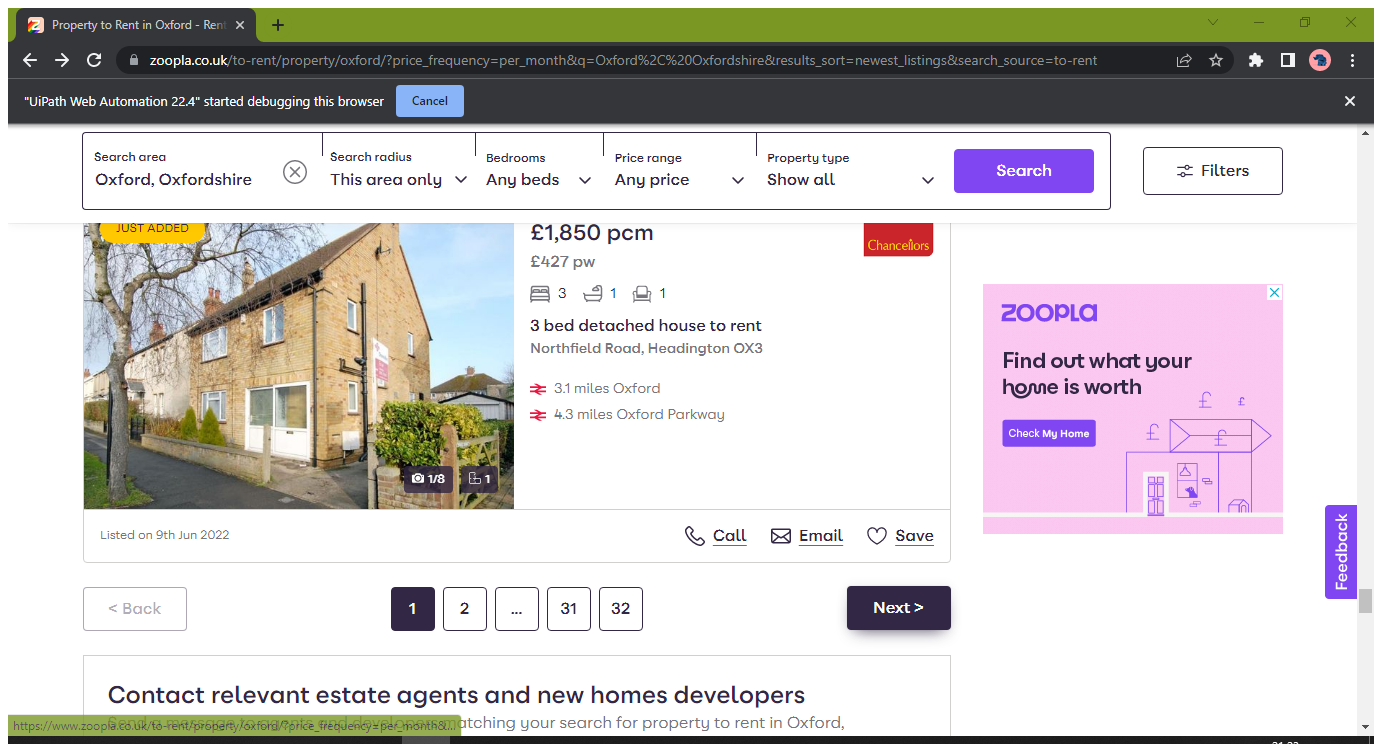 Property to Rent in Oxford - Rent
zoopla.co.uk/to-rent/property/oxford/?price_frequency=per_month&q=Oxford%2C%20Oxfordshire&results_sort=newest_listings&search_source=to-rent
"UiPath Web Automation 22.4" started debugging this browser
Cancel
Search area
Oxford, Oxfordshire
Search radius
This area only
Bedrooms
Any beds
Price range
Any price
Property type
Show all
Search
Filters
JUST ADDED
£1,850 pcm
£427 pw
Chancellors
3 1 1
3 bed detached house to rent
Northfield Road, Headington OX3
3.1 miles Oxford
4.3 miles Oxford Parkway
1/8
1
Listed on 9th Jun 2022
Call
Email
Save
ZOOPLA
Find out what your
home is worth
Check My Home
Feedback
< Back
1 2 ... 31 32
Next >
Contact relevant estate agents and new homes developers
Send a message to agents and developers matching your search for property to rent in Oxford,
https://www.zoopla.co.uk/to-rent/property/oxford/?price_frequency=per_month&...